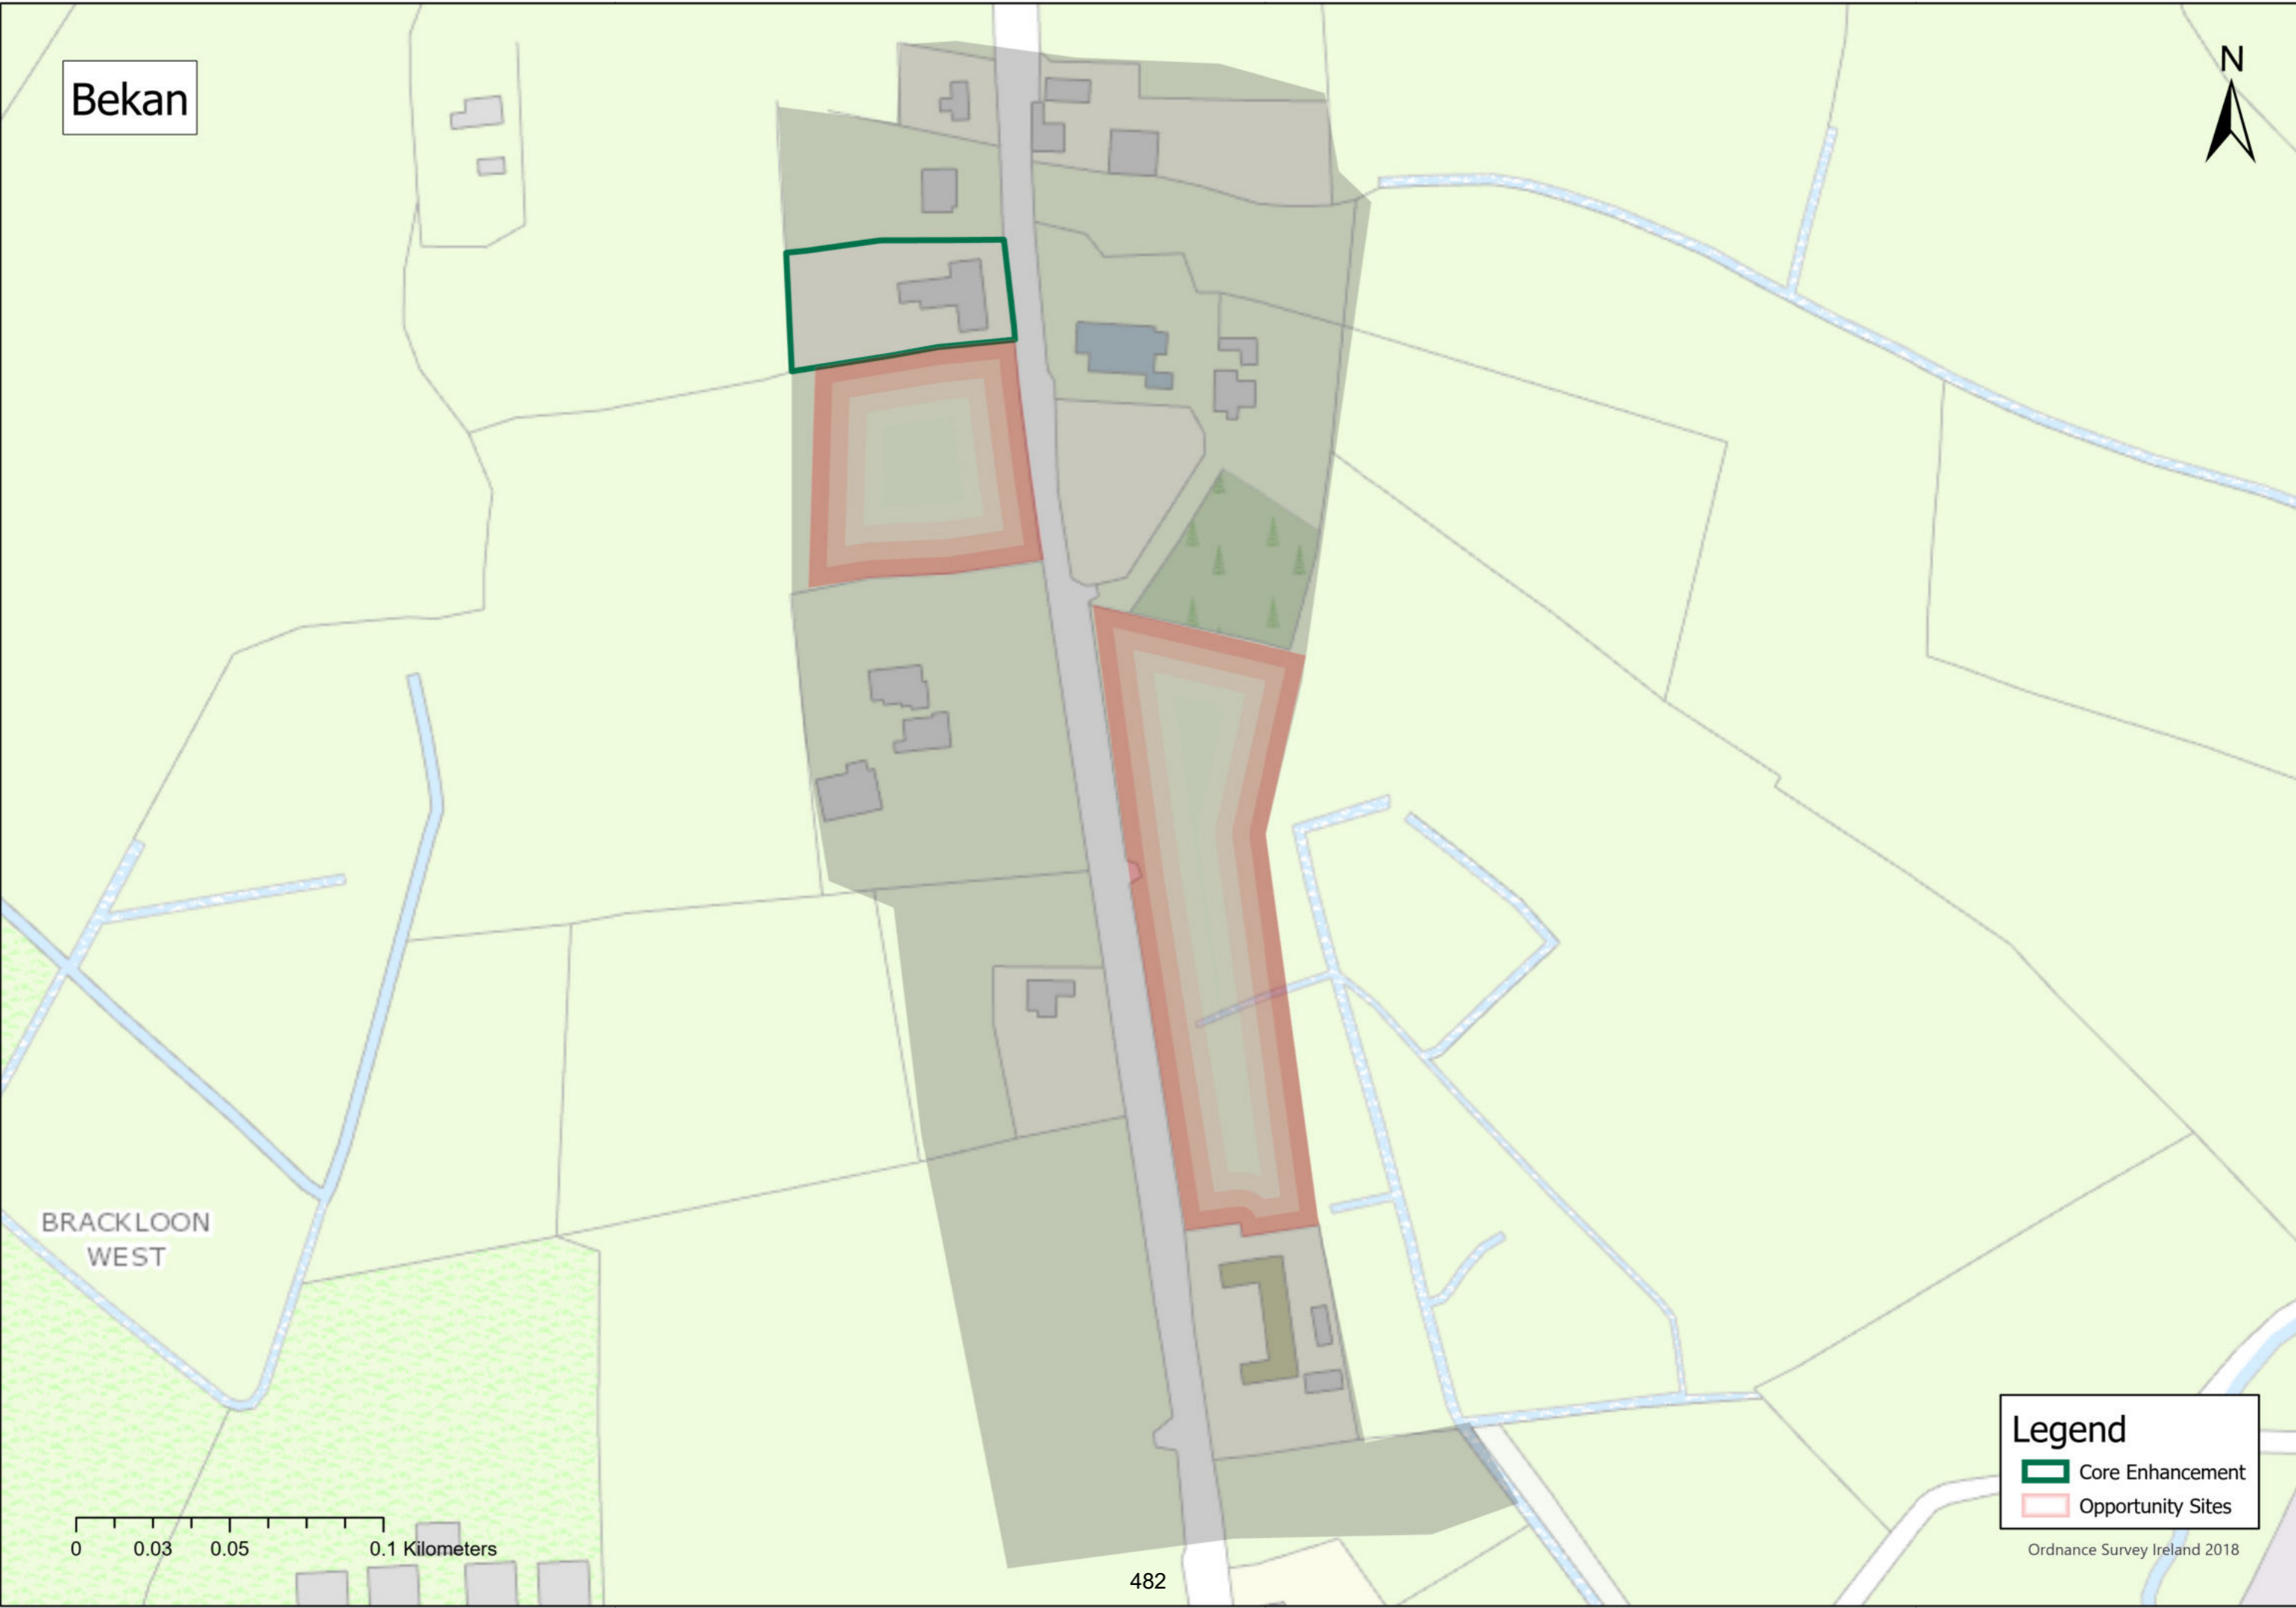 Bekan
N
BRACKLOON
WEST
Legend
Core Enhancement
Opportunity Sites
Ordnance Survey Ireland 2018
0 0.03 0.05 0.1 Kilometers
482